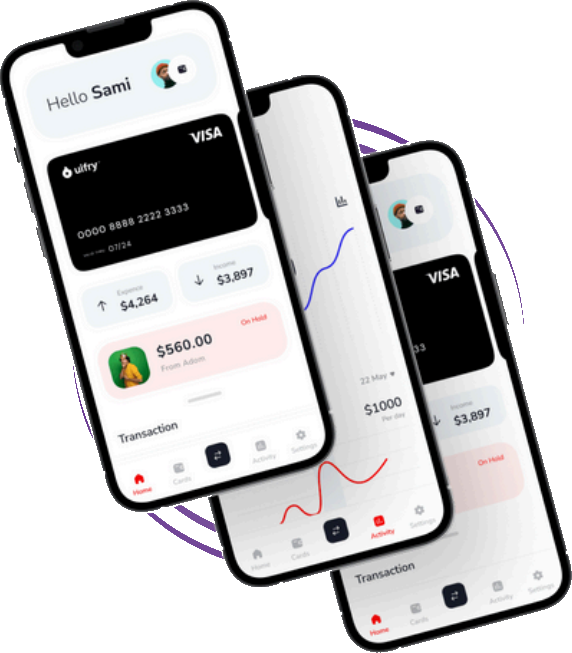 Hello Sami
VISA
uifry
0000 8888 2222 3333
07/24
Expense
$4,264
Income
$3,897
On Hold
$560.00
From Adom
Transaction
Home
Cards
Activity
Settings
22 May
$1000
Per day
Home
Cards
Activity
Settings
VISA
33
Income
$3,897
On Hold
Transaction
Home
Cards
Activity
Settings